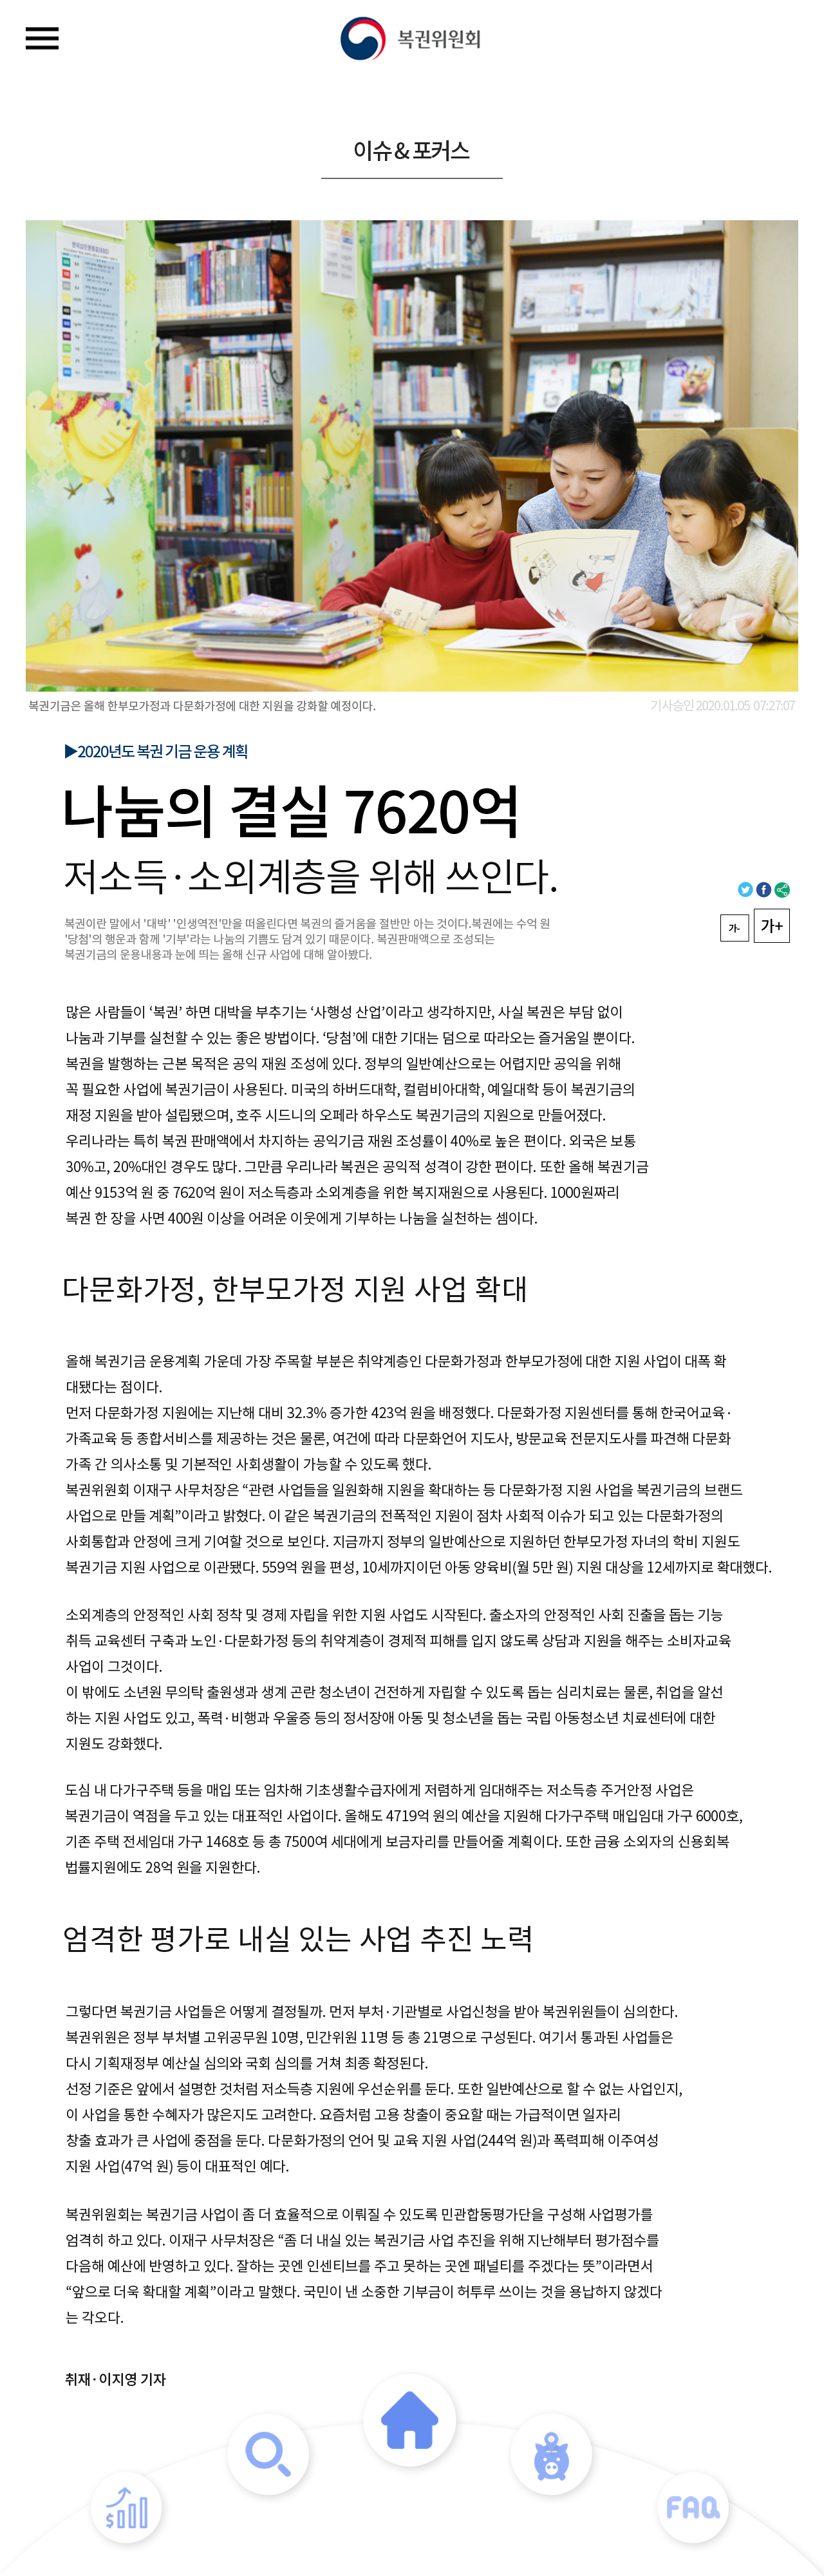 복권위원회
이슈 & 포커스
복권기금은 올해 한부모가정과 다문화가정에 대한 지원을 강화할 예정이다.
기사승인 2020.01.05 07:27:07
▶2020년도 복권 기금 운용 계획
나눔의 결실 7620억
저소득·소외계층을 위해 쓰인다.
복권이란 말에서 '대박' '인생역전'만을 떠올린다면 복권의 즐거움을 절반만 아는 것이다.복권에는 수억 원
'당첨'의 행운과 함께 '기부'라는 나눔의 기쁨도 담겨 있기 때문이다. 복권판매액으로 조성되는
복권기금의 운용내용과 눈에 띄는 올해 신규 사업에 대해 알아봤다.
가-
가+
많은 사람들이 ‘복권’ 하면 대박을 부추기는 ‘사행성 산업’이라고 생각하지만, 사실 복권은 부담 없이
나눔과 기부를 실천할 수 있는 좋은 방법이다. ‘당첨’에 대한 기대는 덤으로 따라오는 즐거움일 뿐이다.
복권을 발행하는 근본 목적은 공익 재원 조성에 있다. 정부의 일반예산으로는 어렵지만 공익을 위해
꼭 필요한 사업에 복권기금이 사용된다. 미국의 하버드대학, 컬럼비아대학, 예일대학 등이 복권기금의
재정 지원을 받아 설립됐으며, 호주 시드니의 오페라 하우스도 복권기금의 지원으로 만들어졌다.
우리나라는 특히 복권 판매액에서 차지하는 공익기금 재원 조성률이 40%로 높은 편이다. 외국은 보통
30%고, 20%대인 경우도 많다. 그만큼 우리나라 복권은 공익적 성격이 강한 편이다. 또한 올해 복권기금
예산 9153억 원 중 7620억 원이 저소득층과 소외계층을 위한 복지재원으로 사용된다. 1000원짜리
복권 한 장을 사면 400원 이상을 어려운 이웃에게 기부하는 나눔을 실천하는 셈이다.
다문화가정, 한부모가정 지원 사업 확대
올해 복권기금 운용계획 가운데 가장 주목할 부분은 취약계층인 다문화가정과 한부모가정에 대한 지원 사업이 대폭 확
대됐다는 점이다.
먼저 다문화가정 지원에는 지난해 대비 32.3% 증가한 423억 원을 배정했다. 다문화가정 지원센터를 통해 한국어교육·
가족교육 등 종합서비스를 제공하는 것은 물론, 여건에 따라 다문화언어 지도사, 방문교육 전문지도사를 파견해 다문화
가족 간 의사소통 및 기본적인 사회생활이 가능할 수 있도록 했다.
복권위원회 이재구 사무처장은 “관련 사업들을 일원화해 지원을 확대하는 등 다문화가정 지원 사업을 복권기금의 브랜드
사업으로 만들 계획”이라고 밝혔다. 이 같은 복권기금의 전폭적인 지원이 점차 사회적 이슈가 되고 있는 다문화가정의
사회통합과 안정에 크게 기여할 것으로 보인다. 지금까지 정부의 일반예산으로 지원하던 한부모가정 자녀의 학비 지원도
복권기금 지원 사업으로 이관됐다. 559억 원을 편성, 10세까지이던 아동 양육비(월 5만 원) 지원 대상을 12세까지로 확대했다.
소외계층의 안정적인 사회 정착 및 경제 자립을 위한 지원 사업도 시작된다. 출소자의 안정적인 사회 진출을 돕는 기능
취득 교육센터 구축과 노인·다문화가정 등의 취약계층이 경제적 피해를 입지 않도록 상담과 지원을 해주는 소비자교육
사업이 그것이다.
이 밖에도 소년원 무의탁 출원생과 생계 곤란 청소년이 건전하게 자립할 수 있도록 돕는 심리치료는 물론, 취업을 알선
하는 지원 사업도 있고, 폭력·비행과 우울증 등의 정서장애 아동 및 청소년을 돕는 국립 아동청소년 치료센터에 대한
지원도 강화했다.
도심 내 다가구주택 등을 매입 또는 임차해 기초생활수급자에게 저렴하게 임대해주는 저소득층 주거안정 사업은
복권기금이 역점을 두고 있는 대표적인 사업이다. 올해도 4719억 원의 예산을 지원해 다가구주택 매입임대 가구 6000호,
기존 주택 전세임대 가구 1468호 등 총 7500여 세대에게 보금자리를 만들어줄 계획이다. 또한 금융 소외자의 신용회복
법률지원에도 28억 원을 지원한다.
엄격한 평가로 내실 있는 사업 추진 노력
그렇다면 복권기금 사업들은 어떻게 결정될까. 먼저 부처·기관별로 사업신청을 받아 복권위원들이 심의한다.
복권위원은 정부 부처별 고위공무원 10명, 민간위원 11명 등 총 21명으로 구성된다. 여기서 통과된 사업들은
다시 기획재정부 예산실 심의와 국회 심의를 거쳐 최종 확정된다.
선정 기준은 앞에서 설명한 것처럼 저소득층 지원에 우선순위를 둔다. 또한 일반예산으로 할 수 없는 사업인지,
이 사업을 통한 수혜자가 많은지도 고려한다. 요즘처럼 고용 창출이 중요할 때는 가급적이면 일자리
창출 효과가 큰 사업에 중점을 둔다. 다문화가정의 언어 및 교육 지원 사업(244억 원)과 폭력피해 이주여성
지원 사업(47억 원) 등이 대표적인 예다.
복권위원회는 복권기금 사업이 좀 더 효율적으로 이뤄질 수 있도록 민관합동평가단을 구성해 사업평가를
엄격히 하고 있다. 이재구 사무처장은 “좀 더 내실 있는 복권기금 사업 추진을 위해 지난해부터 평가점수를
다음해 예산에 반영하고 있다. 잘하는 곳엔 인센티브를 주고 못하는 곳엔 패널티를 주겠다는 뜻”이라면서
“앞으로 더욱 확대할 계획”이라고 말했다. 국민이 낸 소중한 기부금이 허투루 쓰이는 것을 용납하지 않겠다
는 각오다.
취재·이지영 기자
FAQ